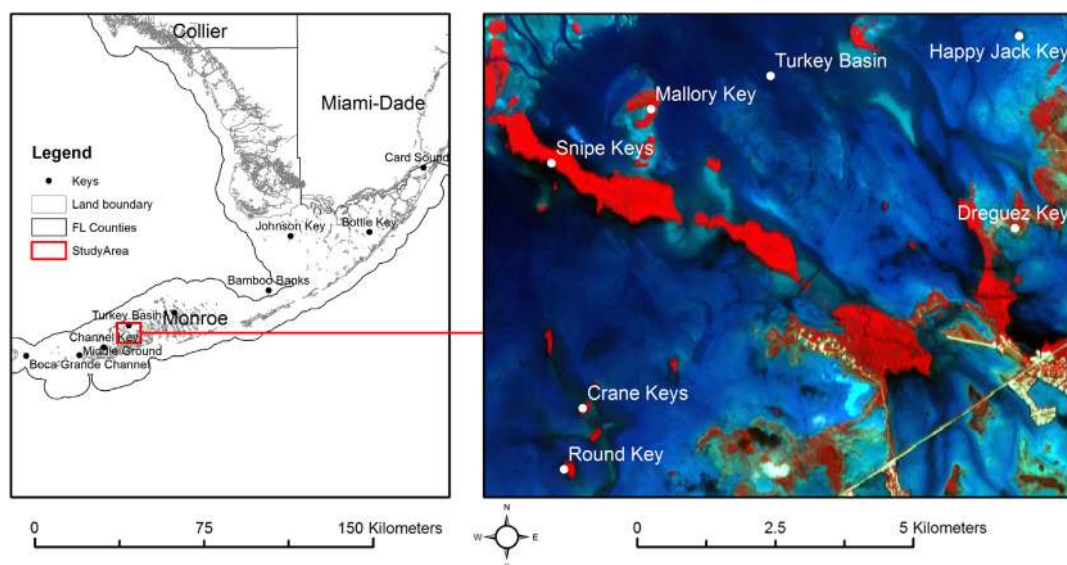 Collier
Miami-Dade
Legend
Keys
Land boundary
FL Counties
StudyArea
Card Sound
Johnson Key
Bottle Key
Bamboo Banks
Turkey Basin
Monroe
Channel Key
Middle Ground
Boca Grande Channel
0 75 150 Kilometers
Happy Jack Key
Turkey Basin
Mallory Key
Snipe Keys
Dreguez Key
Crane Keys
Round Key
N
W E
0 2.5 5 Kilometers